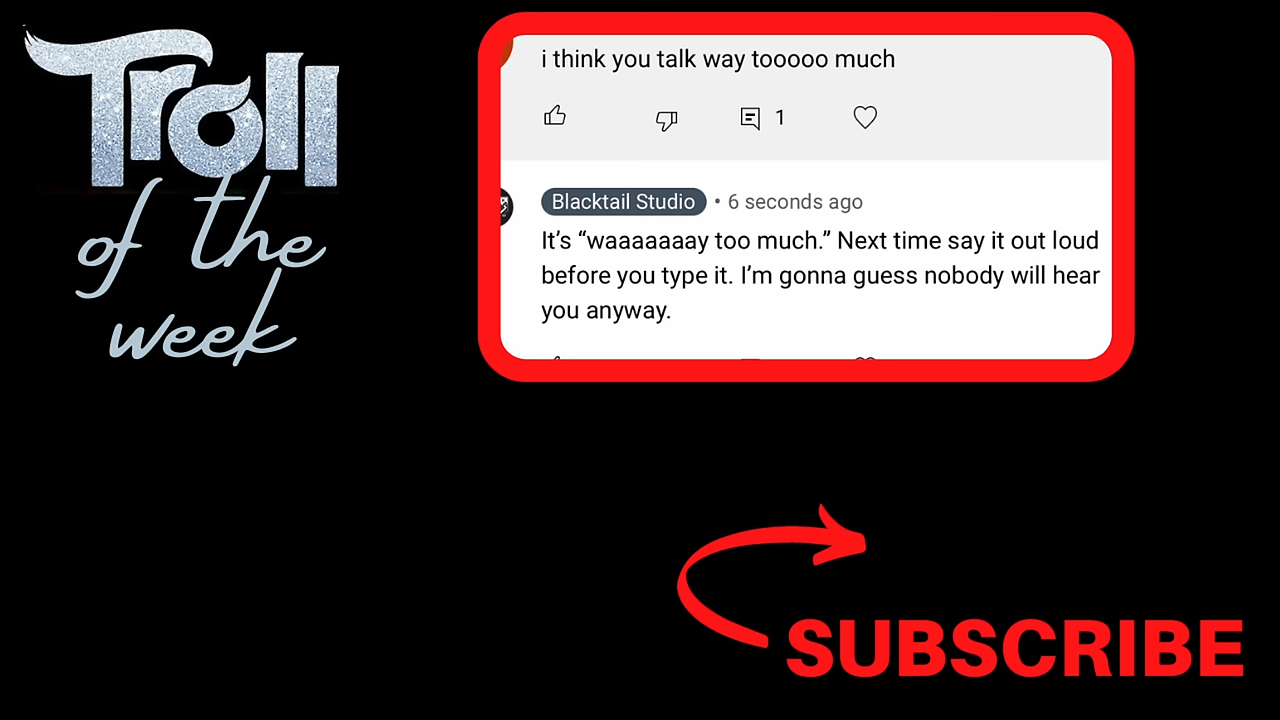 Troll
of the
week
i think you talk way tooooo much
1
Blacktail Studio • 6 seconds ago
It’s “waaaaaaay too much.” Next time say it out loud
before you type it. I’m gonna guess nobody will hear
you anyway.
SUBSCRIBE